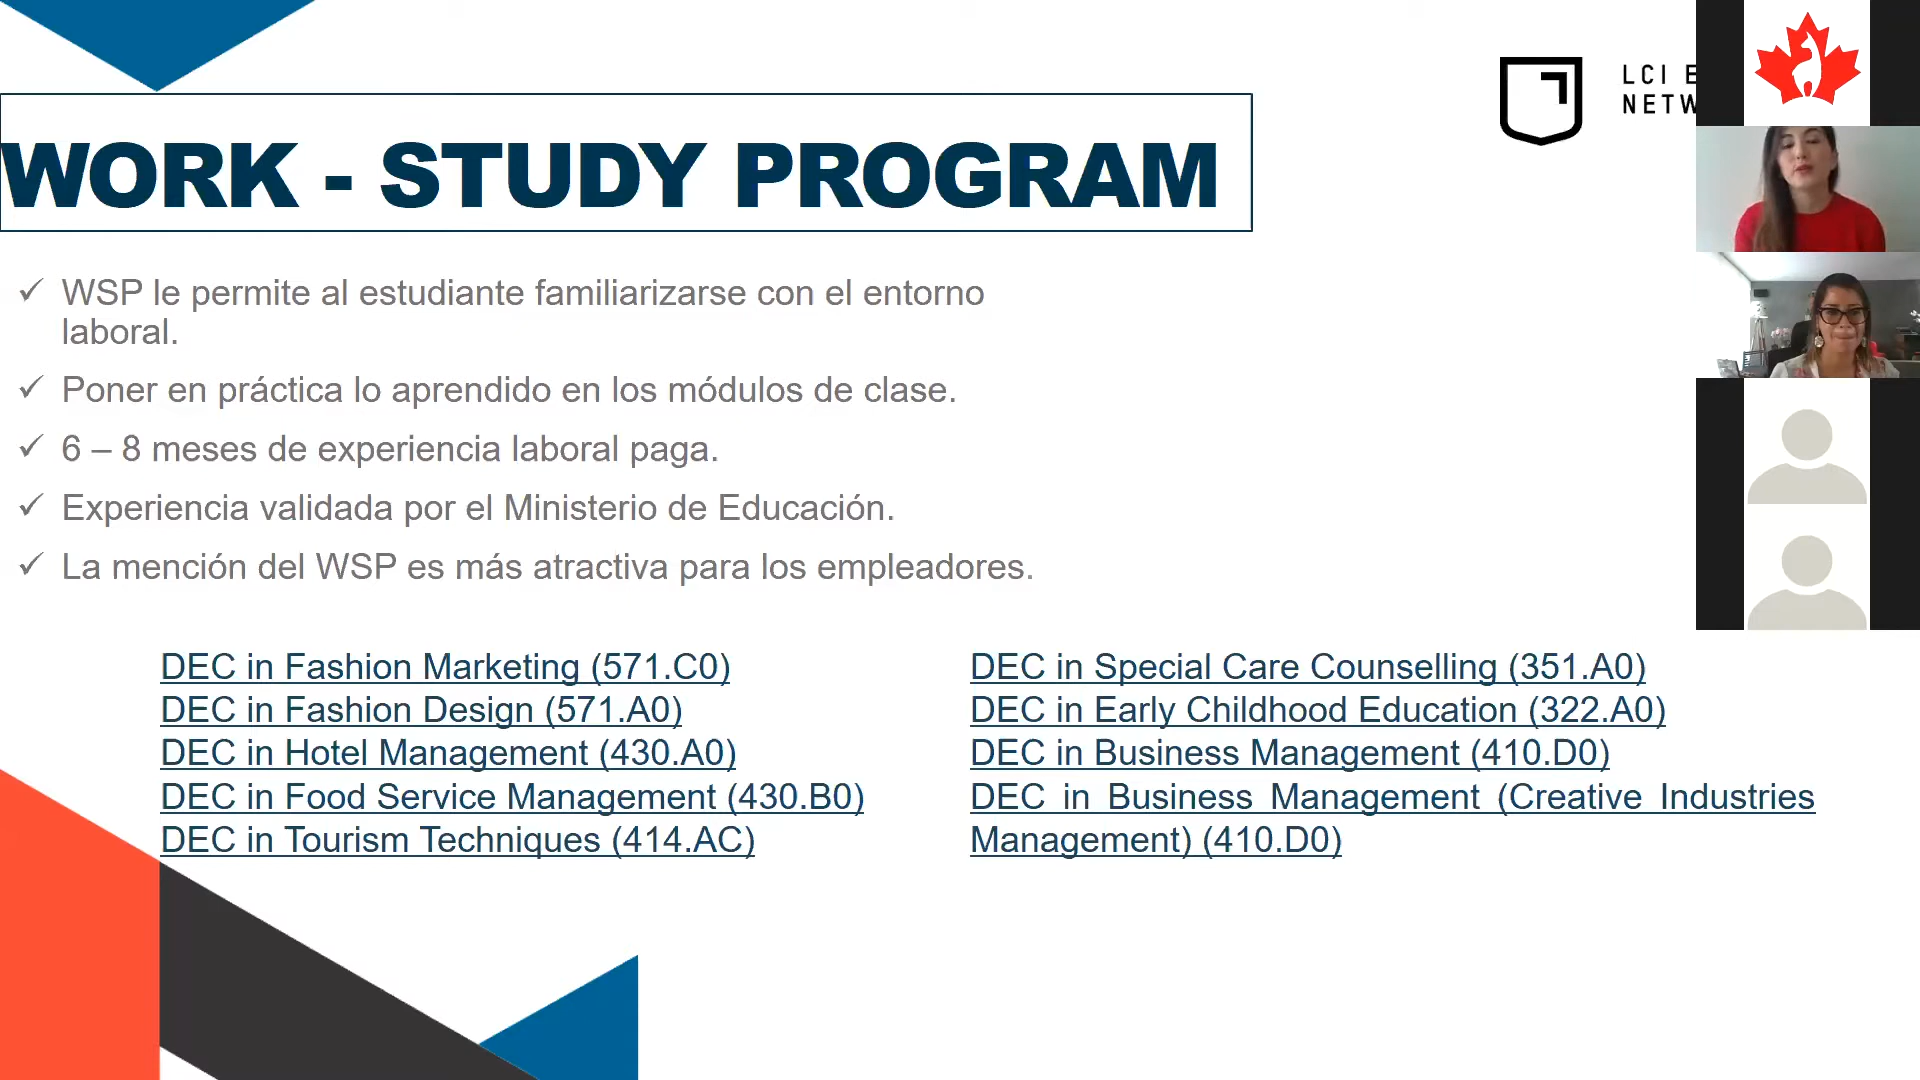 LCI E
NETW
WORK - STUDY PROGRAM
WSP le permite al estudiante familiarizarse con el entorno
laboral.
Poner en práctica lo aprendido en los módulos de clase.
6 – 8 meses de experiencia laboral paga.
Experiencia validada por el Ministerio de Educación.
La mención del WSP es más atractiva para los empleadores.
DEC in Fashion Marketing (571.C0)
DEC in Fashion Design (571.A0)
DEC in Hotel Management (430.A0)
DEC in Food Service Management (430.B0)
DEC in Tourism Techniques (414.AC)
DEC in Special Care Counselling (351.A0)
DEC in Early Childhood Education (322.A0)
DEC in Business Management (410.D0)
DEC in Business Management (Creative Industries
Management) (410.D0)